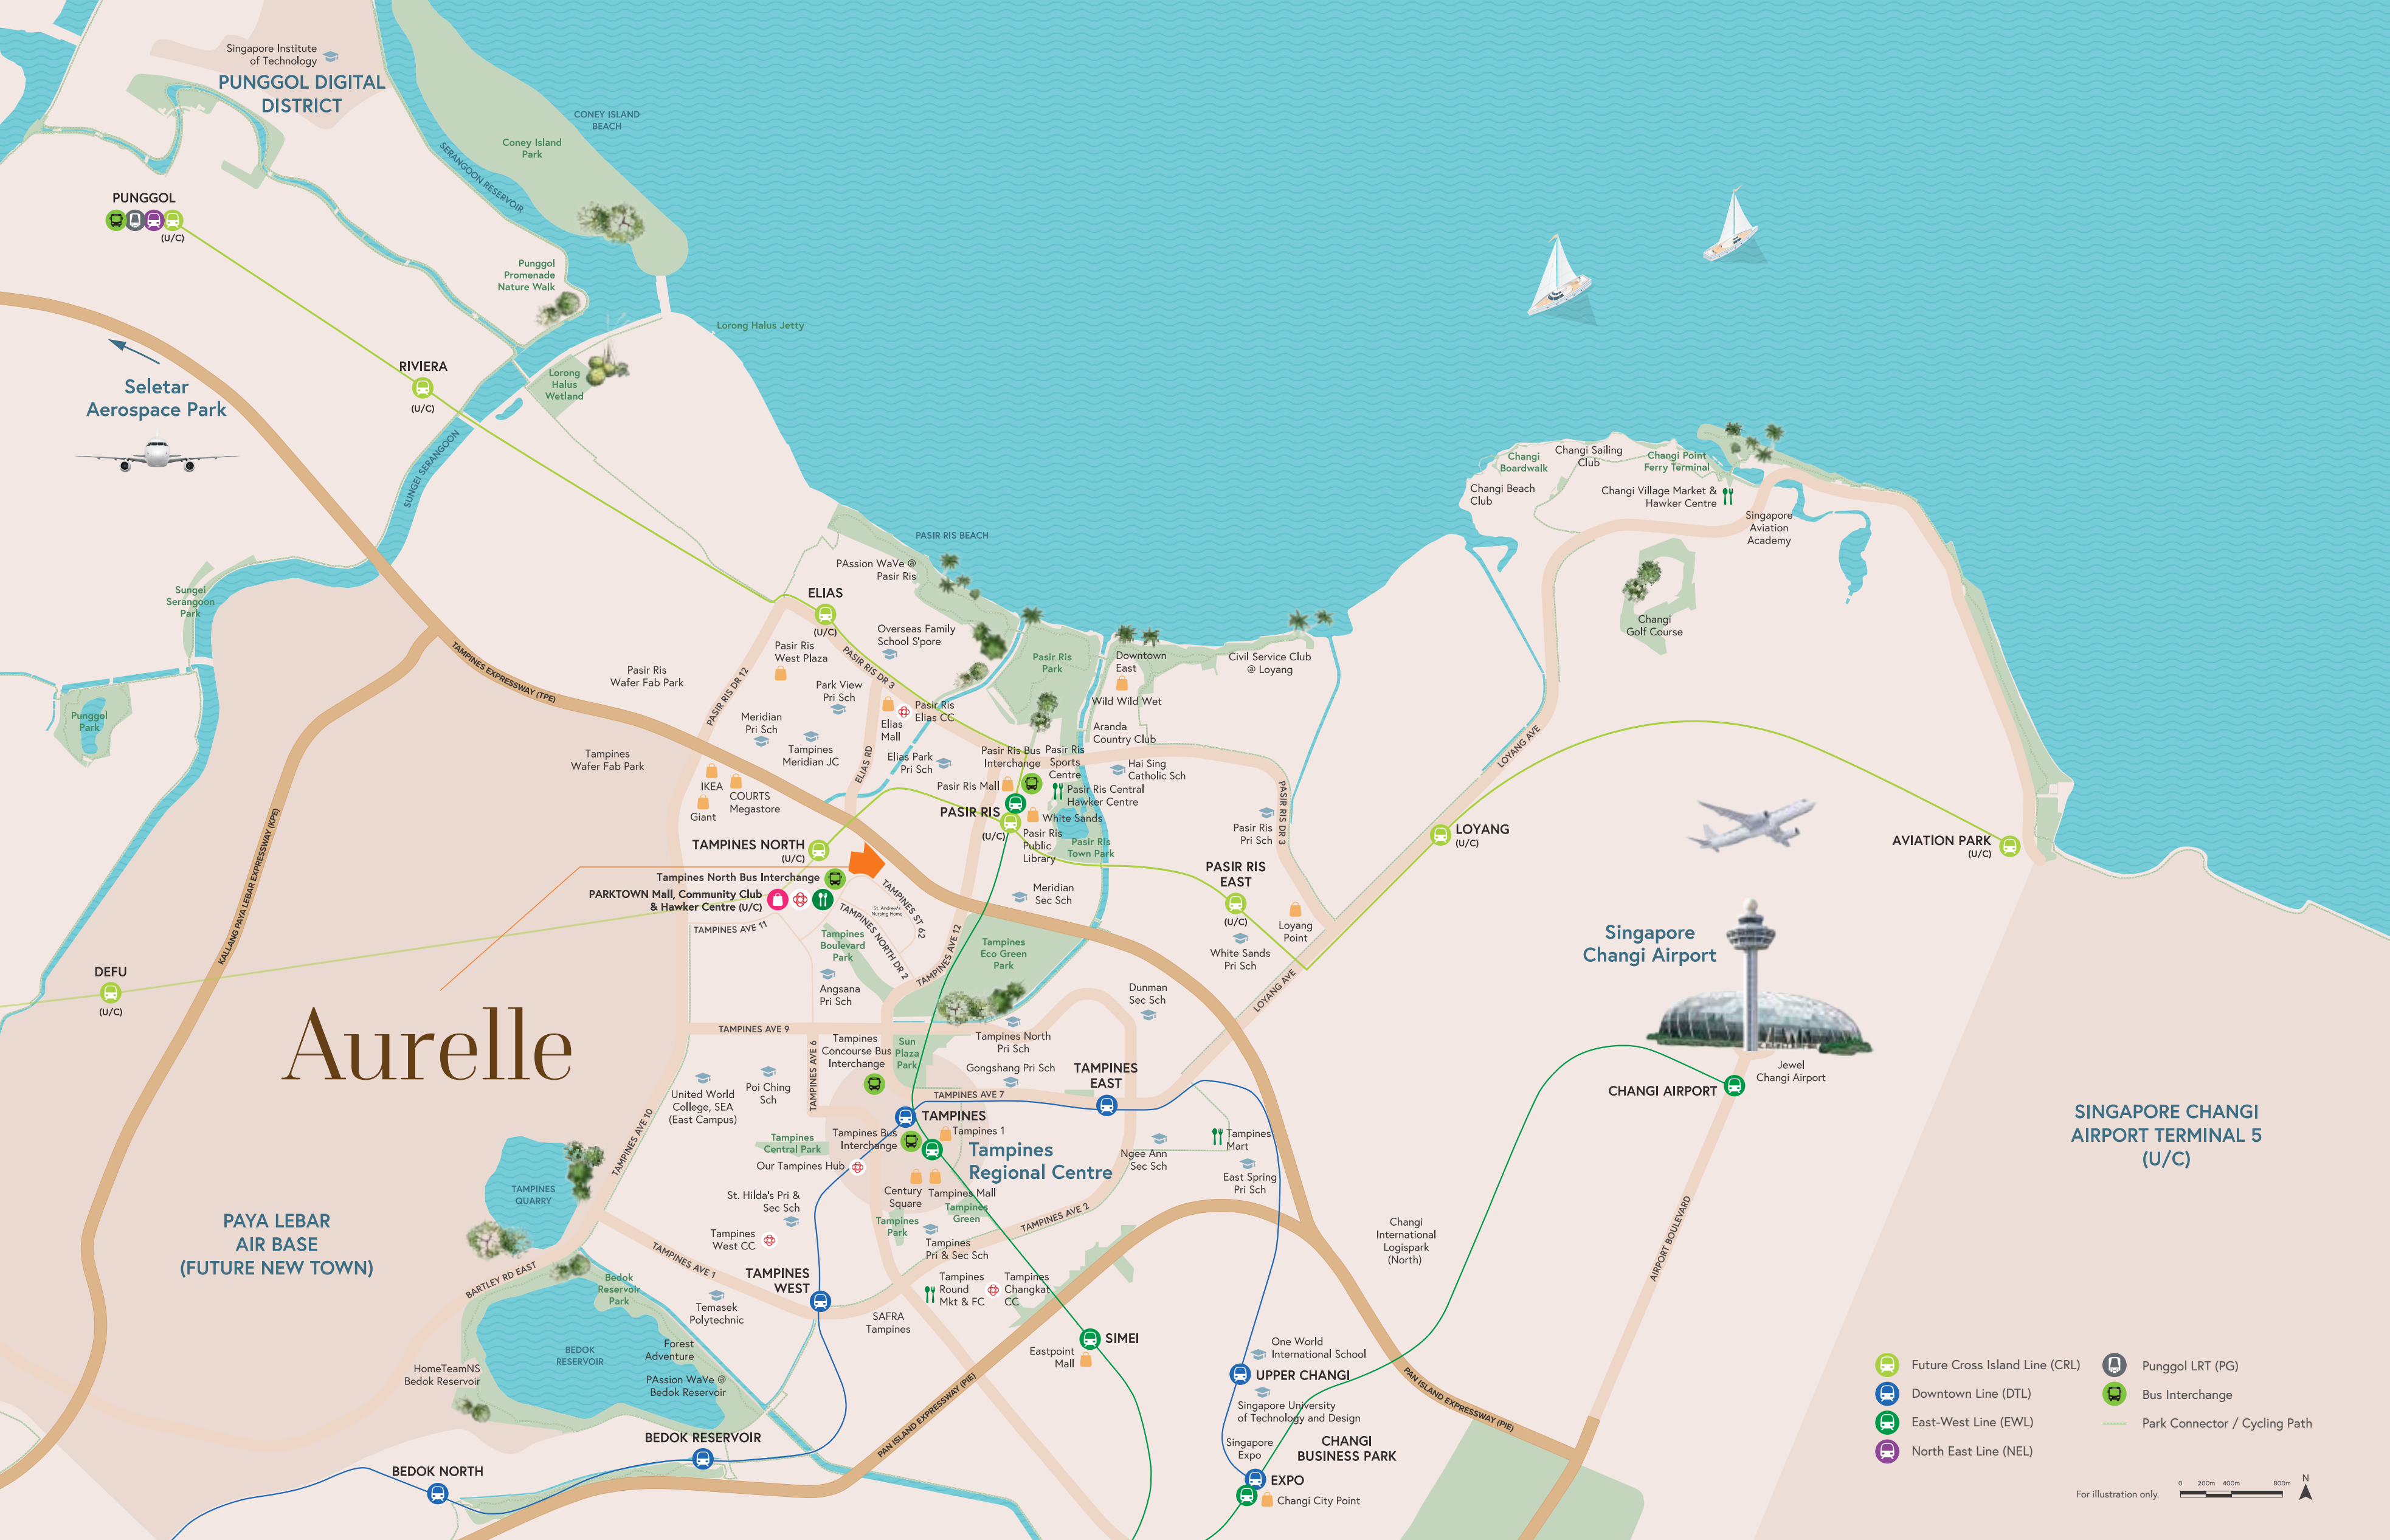 Singapore Institute
of Technology
PUNGGOL DIGITAL
DISTRICT
CONEY ISLAND
BEACH
Coney Island
Park
SERANGOON RESERVOIR
PUNGGOL
(U/C)
Punggol
Promenade
Nature Walk
Lorong Halus Jetty
RIVIERA
(U/C)
Lorong
Halus
Wetland
Seletar
Aerospace Park
SUNGEI SERANGOON
Changi
Boardwalk
Changi Sailing
Club
Changi Point
Ferry Terminal
Changi Beach
Club
Changi Village Market &
Hawker Centre
Singapore
Aviation
Academy
PASIR RIS BEACH
PAssion WaVe @
Pasir Ris
Sungei
Serangoon
Park
ELIAS
(U/C)
Changi
Golf Course
TAMPINES EXPRESSWAY (TPE)
Overseas Family
School S'pore
Pasir Ris
West Plaza
PASIR RIS DR 3
Pasir Ris
Wafer Fab Park
PASIR RIS DR 12
Pasir Ris
Park
Downtown
East
Civil Service Club
@ Loyang
Park View
Pri Sch
Wild Wild Wet
Punggol
Park
Meridian
Pri Sch
Elias
Mall
Pasir Ris
Elias CC
Aranda
Country Club
Tampines
Wafer Fab Park
Tampines
Meridian JC
ELIAS RD
Elias Park
Pri Sch
Pasir Ris Bus
Interchange
Pasir Ris
Sports
Centre
Hai Sing
Catholic Sch
LOYANG AVE
IKEA
COURTS
Megastore
Giant
Pasir Ris Mall
Pasir Ris Central
Hawker Centre
PASIR RIS
(U/C)
White Sands
Pasir Ris
Public
Library
Pasir Ris
Town Park
Pasir Ris
Pri Sch
PASIR RIS DR 3
LOYANG
(U/C)
AVIATION PARK
(U/C)
KALLANG PAYA LEBAR EXPRESSWAY (KPE)
TAMPINES NORTH
(U/C)
Tampines North Bus Interchange
PARKTOWN Mall, Community Club
& Hawker Centre (U/C)
TAMPINES ST 62
St. Andrew's
Nursing Home
Meridian
Sec Sch
PASIR RIS
EAST
(U/C)
Loyang
Point
White Sands
Pri Sch
TAMPINES AVE 11
TAMPINES NORTH DR 2
Tampines
Boulevard
Park
TAMPINES AVE 12
Tampines
Eco Green
Park
Singapore
Changi Airport
DEFU
(U/C)
Angsana
Pri Sch
Dunman
Sec Sch
LOYANG AVE
Aurelle
TAMPINES AVE 9
Tampines
Concourse Bus
Interchange
Sun
Plaza
Park
Tampines North
Pri Sch
Gongshang Pri Sch
TAMPINES
EAST
TAMPINES AVE 6
United World
College, SEA
(East Campus)
Poi Ching
Sch
TAMPINES AVE 7
CHANGI AIRPORT
Jewel
Changi Airport
TAMPINES AVE 10
TAMPINES
Tampines 1
Tampines Bus
Interchange
Tampines
Central Park
Our Tampines Hub
Tampines
Regional Centre
Ngee Ann
Sec Sch
Tampines
Mart
SINGAPORE CHANGI
AIRPORT TERMINAL 5
(U/C)
TAMPINES
QUARRY
Century
Square
Tampines Mall
East Spring
Pri Sch
St. Hilda's Pri &
Sec Sch
Tampines
Green
Tampines
Park
TAMPINES AVE 2
PAYA LEBAR
AIR BASE
(FUTURE NEW TOWN)
Tampines
West CC
Tampines
Pri & Sec Sch
Changi
International
Logispark
(North)
AIRPORT BOULEVARD
TAMPINES AVE 1
BARTLEY RD EAST
TAMPINES
WEST
Bedok
Reservoir
Park
Tampines
Round
Mkt & FC
Tampines
Changkat
CC
Temasek
Polytechnic
SAFRA
Tampines
SIMEI
Eastpoint
Mall
BEDOK
RESERVOIR
Forest
Adventure
HomeTeamNS
Bedok Reservoir
PAssion WaVe @
Bedok Reservoir
One World
International School
UPPER CHANGI
Singapore University
of Technology and Design
PAN ISLAND EXPRESSWAY (PIE)
PAN ISLAND EXPRESSWAY (PIE)
BEDOK RESERVOIR
BEDOK NORTH
Singapore
Expo
CHANGI
BUSINESS PARK
EXPO
Changi City Point
Future Cross Island Line (CRL)
Downtown Line (DTL)
East-West Line (EWL)
North East Line (NEL)
Punggol LRT (PG)
Bus Interchange
Park Connector / Cycling Path
For illustration only.
0 200m 400m 800m
N